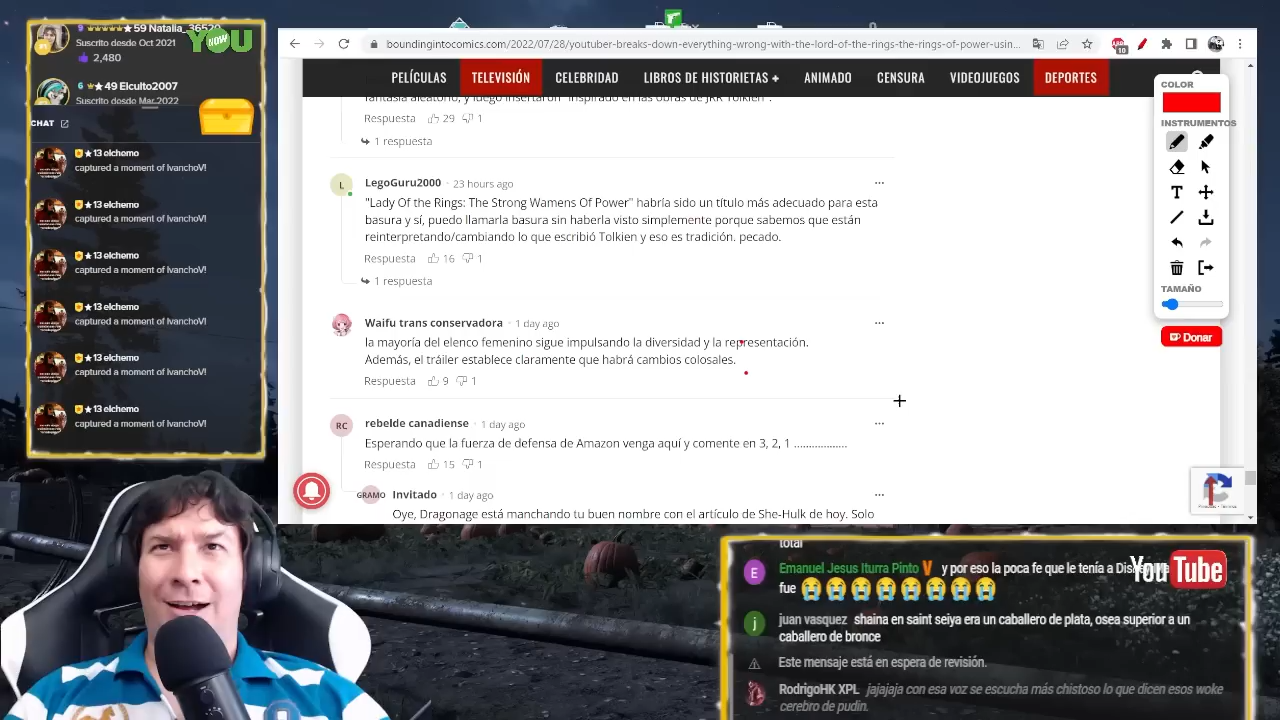 9 ★★★★★★59 Natalia_36520
Suscrito desde Oct 2021
2,480
YOU
NOW
6 ★49 Elculto2007
Suscrito desde Mar 2022
CHAT
★13 elchemo
captured a moment of IvanchoV!
★13 elchemo
captured a moment of IvanchoV!
★13 elchemo
captured a moment of IvanchoV!
★13 elchemo
captured a moment of IvanchoV!
★13 elchemo
captured a moment of IvanchoV!
★13 elchemo
captured a moment of IvanchoV!
boundingintocomics.com/2022/07/28/youtuber-breaks-down-everything-wrong-with-the-lord-of-the-rings-the-rings-of-power-usin...
10
PELÍCULAS TELEVISIÓN CELEBRIDAD LIBROS DE HISTORIETAS + ANIMADO CENSURA VIDEOJUEGOS DEPORTES
Respuesta 29 1
1 respuesta
L LegoGuru2000 · 23 hours ago
"Lady Of the Rings: The Strong Wamens Of Power" habría sido un título más adecuado para esta
basura y sí, puedo llamarla basura sin haberla visto simplemente porque sabemos que están
reinterpretando/cambiando lo que escribió Tolkien y eso es tradición. pecado.
Respuesta 16 1
1 respuesta
Waifu trans conservadora · 1 day ago
la mayoría del elenco femenino sigue impulsando la diversidad y la representación.
Además, el tráiler establece claramente que habrá cambios colosales.
Respuesta 9 1
RC rebelde canadiense · day ago
Esperando que la fuerza de defensa de Amazon venga aquí y comente en 3, 2, 1 .................
Respuesta 15 1
GRAMO Invitado · 1 day ago
Oye, Dragonage está manchando tu buen nombre con el artículo de She-Hulk de hoy. Solo
COLOR
INSTRUMENTOS
T
TAMAÑO
Donar
total
E Emanuel Jesus Iturra Pinto V y por eso la poca fe que le tenía a Disney
fue 😭😭😭😭😭😭😭😭
YouTube
j juan vasquez shaina en saint seiya era un caballero de plata, osea superior a un
caballero de bronce
Este mensaje está en espera de revisión.
RodrigoHK XPL jajajaja con esa voz se escucha más chistoso lo que dicen esos woke
cerebro de pudín.